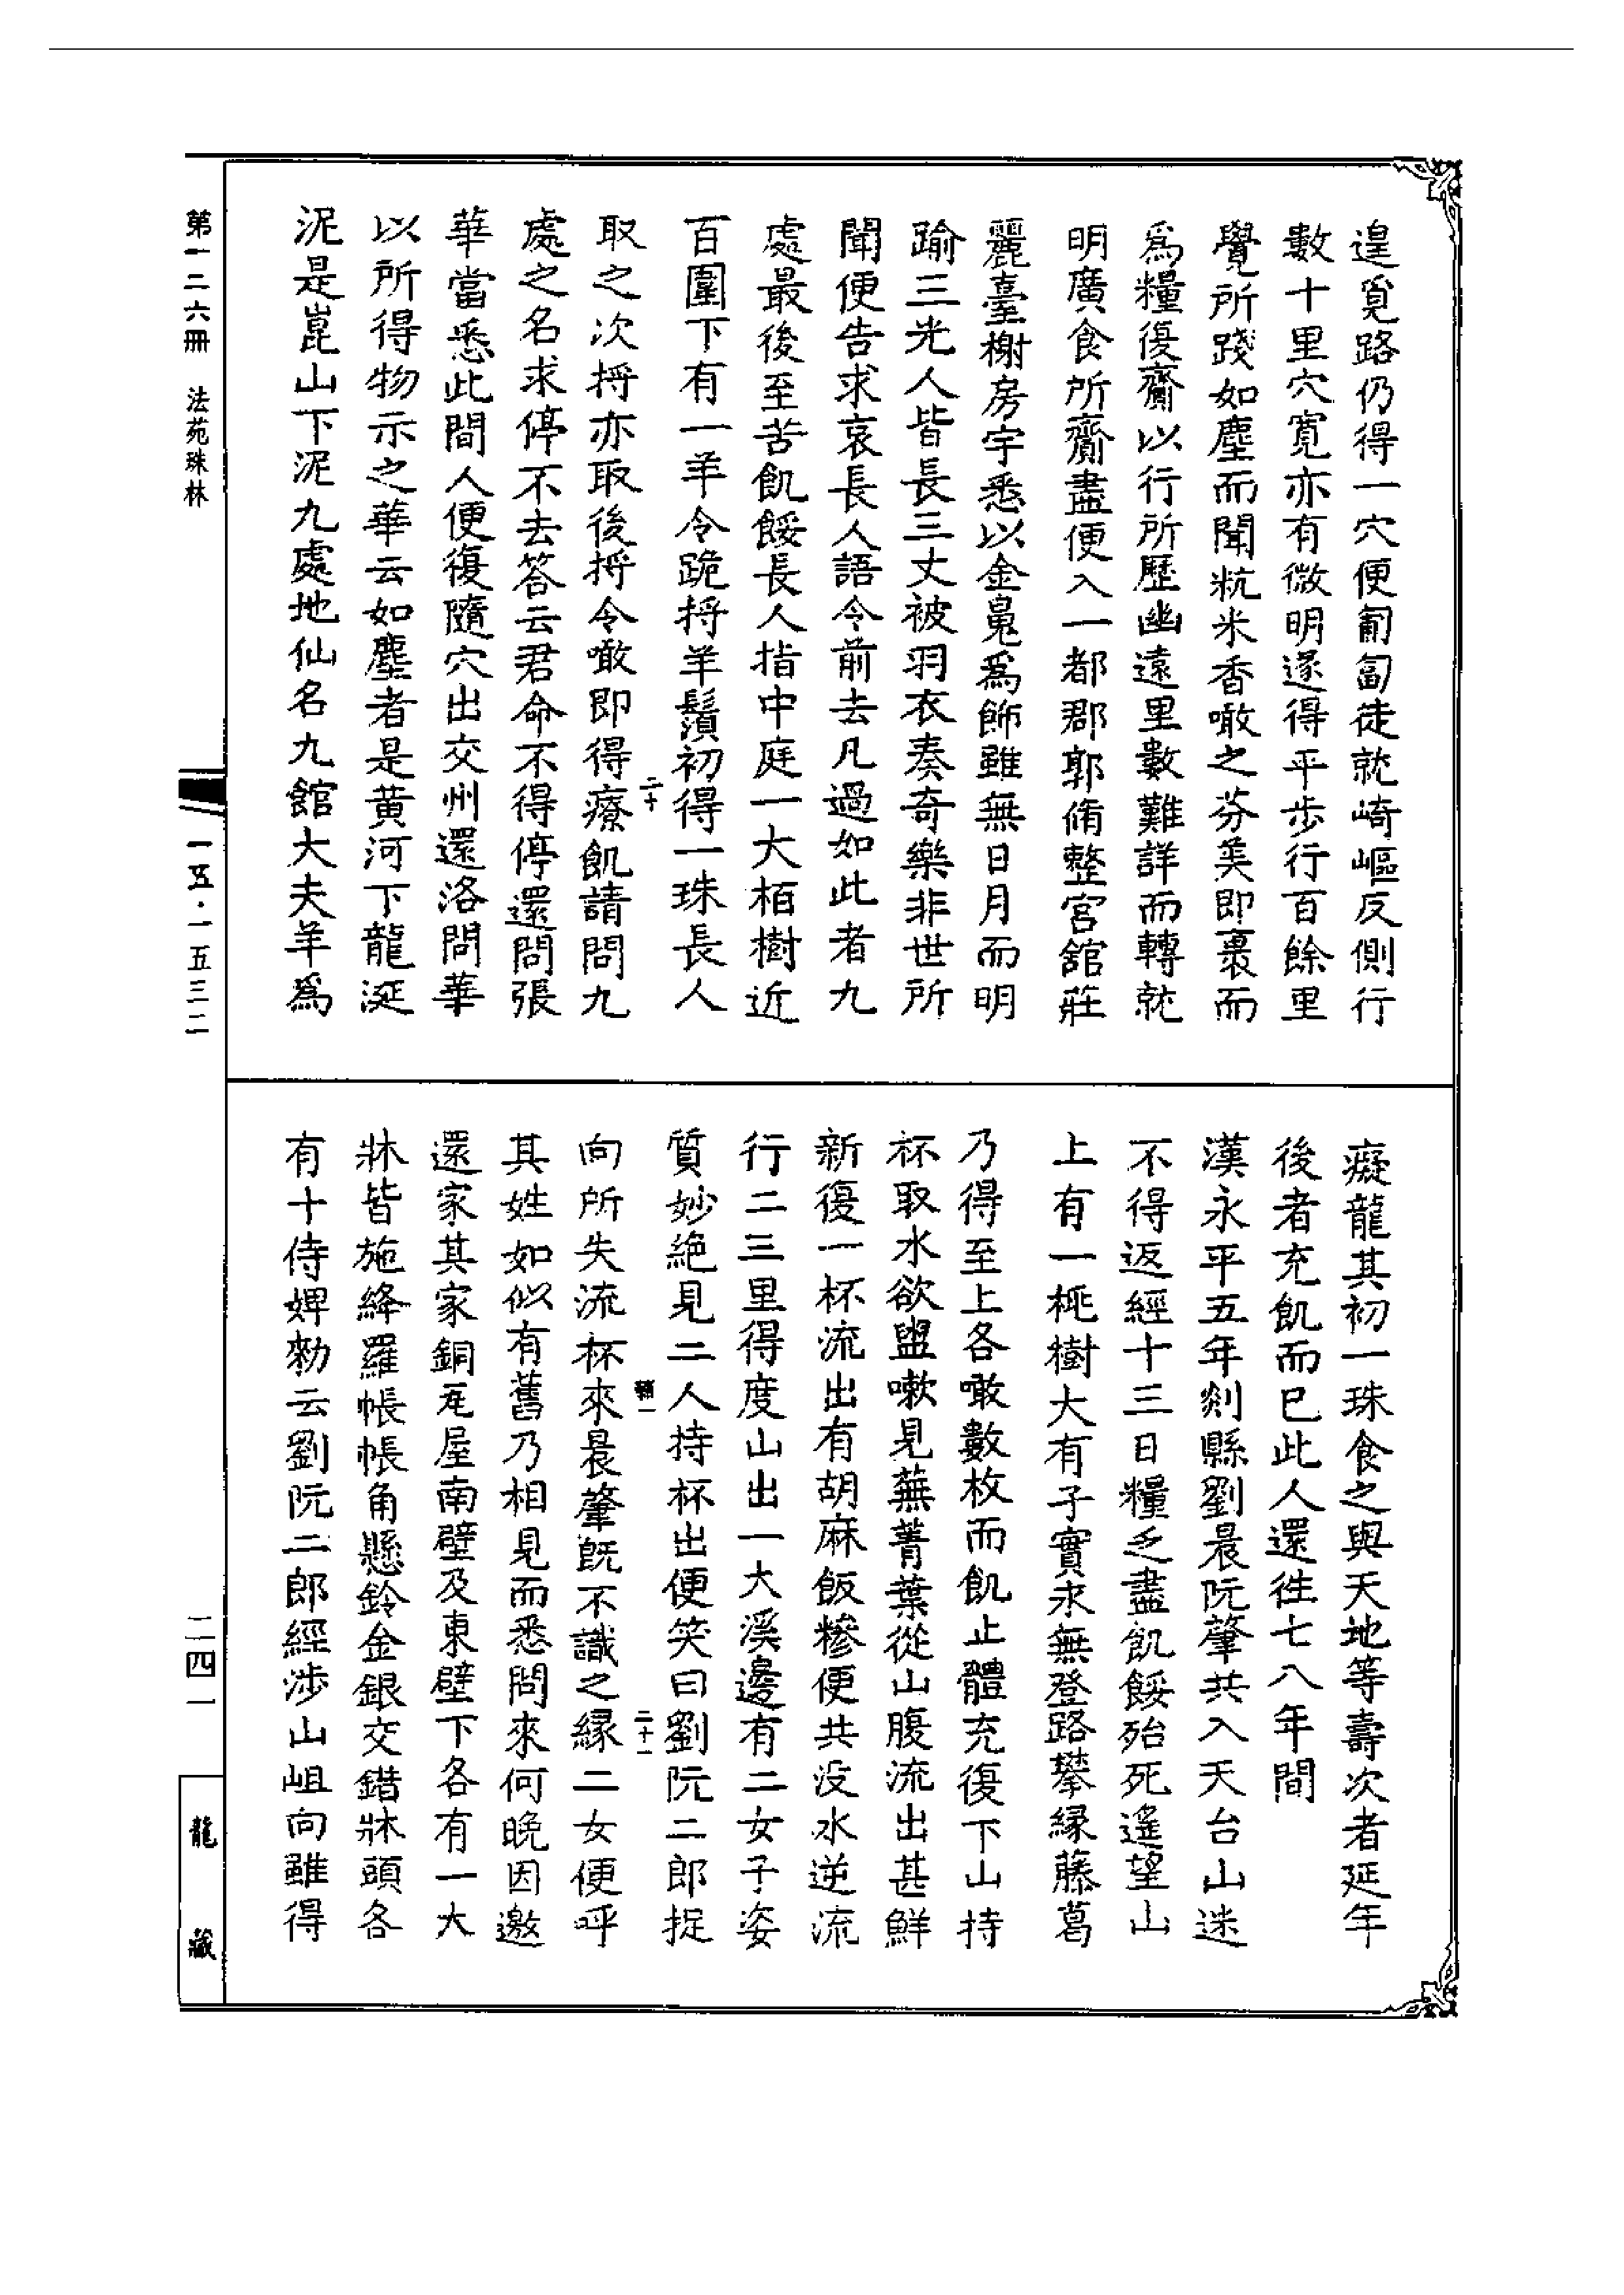 遑覓路仍得一穴便匍匐徒就崎嶇反側行
數十里穴寬亦有微明遂得平步行百餘里
覺所踐如塵而聞粇米香噉之芬美即裹而
爲糧復齎以行所歷幽遠里數難詳而轉就
明廣食所齎盡便入一都郡郭脩整宮舘莊
麗臺榭房宇悉以金鬼爲飾雖無日月而明
踰三光人皆長三丈被羽衣奏奇樂非世所
聞便告求哀長人語令前去凡過如此者九
處最後至苦飢餒長人指中庭一大栢樹近
百圍下有一羊令跪捋羊鬚初得一珠長人
取之次捋亦取後捋令噉即得療飢請問九
二十
處之名求停不去答云君命不得停還問張
華當悉此間人便復隨穴出交州還洛問華
以所得物示之華云如塵者是黃河下龍涎
泥是崑山下泥九處地仙名九館大夫羊爲
癡龍其初一珠食之與天地等壽次者延年
後者充飢而已此人還往七八年間
漢永平五年剡縣劉晨阮肇共入天台山迷
不得返經十三日糧乏盡飢餒殆死遙望山
上有一桃樹大有子實永無登路攀緣藤葛
乃得至上各噉數枚而飢止體充復下山持
杯取水欲盥嗽見蕪菁葉從山腹流出甚鮮
新復一杯流出有胡麻飯糝便共沒水逆流
行二三里得度山出一大溪邊有二女子姿
質妙絕見二人持杯出便笑曰劉阮二郎捉
向所失流杯來晨肇既不識之緣二女便呼
二十一
其姓如似有舊乃相見而悉問來何晚因邀
還家其家銅瓦屋南壁及東壁下各有一大
牀皆施絳羅帳帳角懸鈴金銀交錯牀頭各
有十侍婢勑云劉阮二郎經涉山岨向雖得
第一二六冊 法苑珠林
一五·一五三二
二四一
龍藏